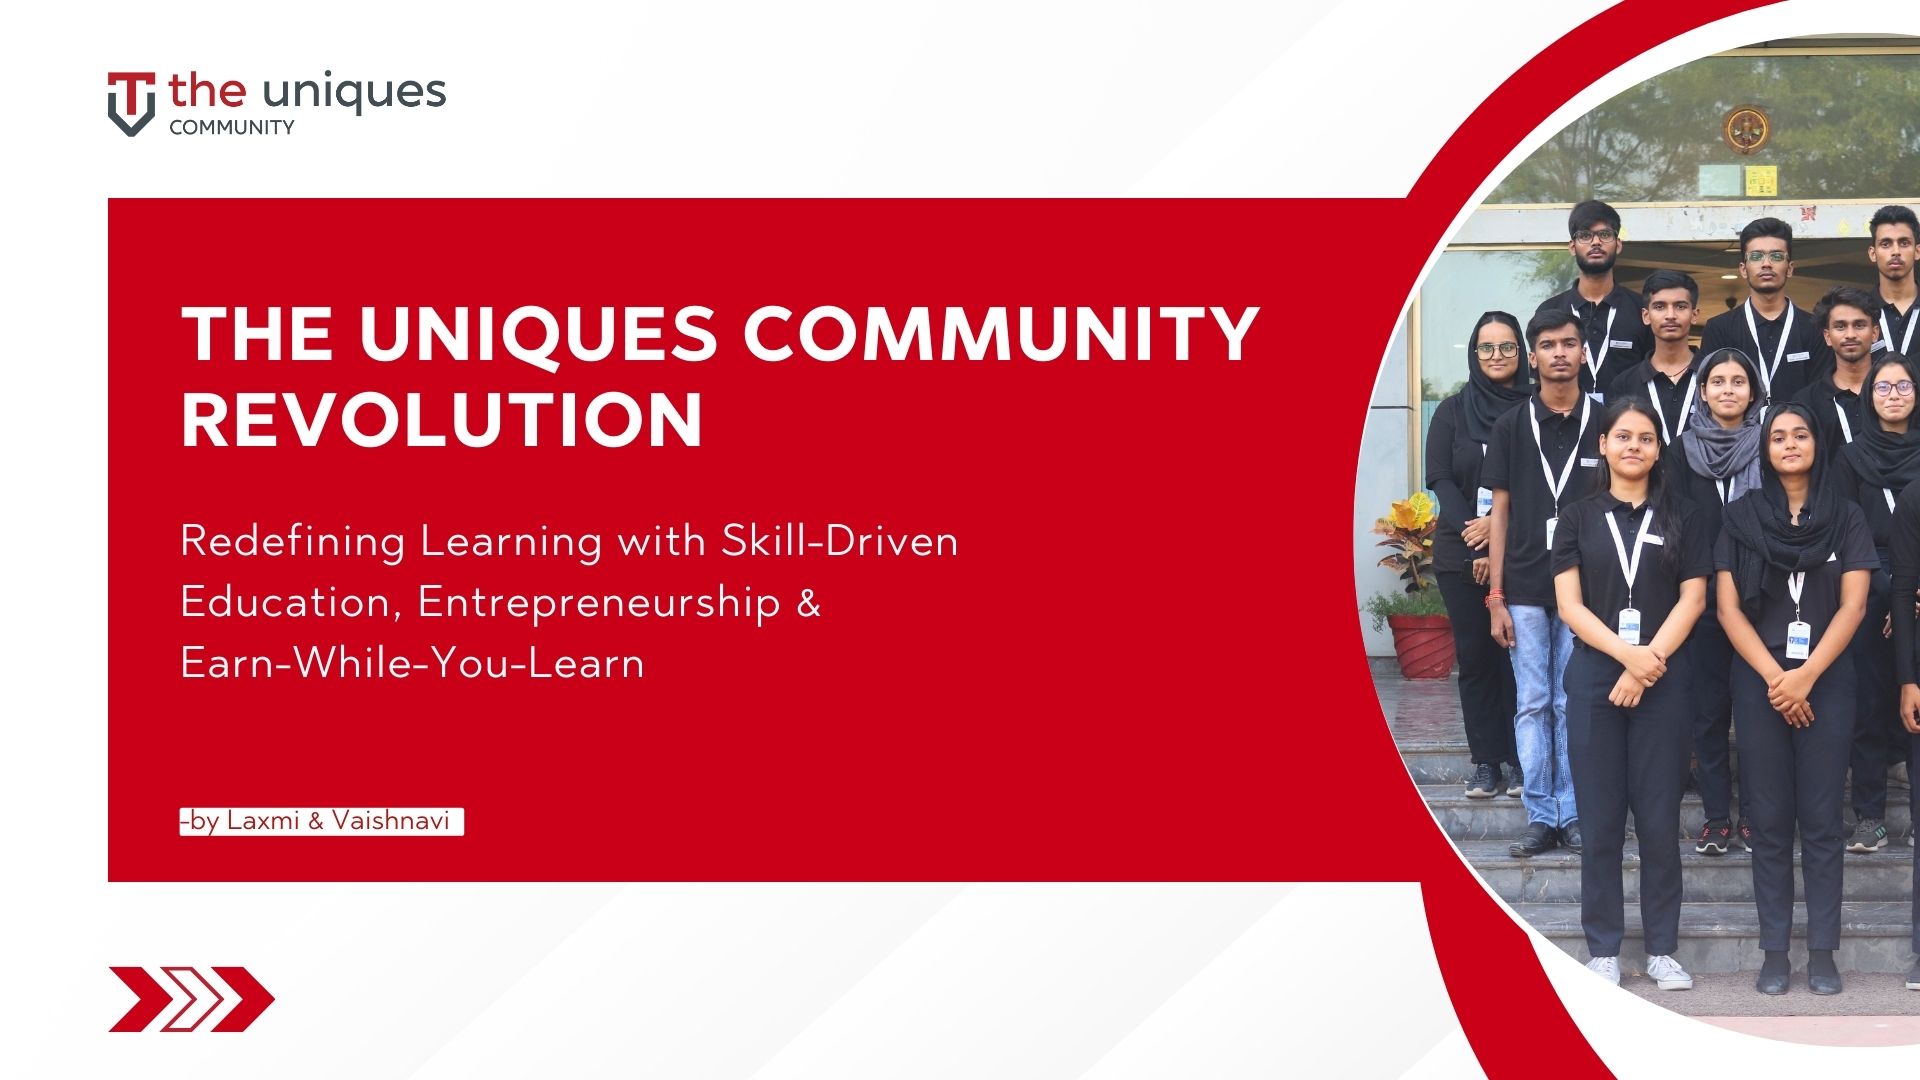 the uniques
COMMUNITY
THE UNIQUES COMMUNITY
REVOLUTION
Redefining Learning with Skill-Driven
Education, Entrepreneurship &
Earn-While-You-Learn
-by Laxmi & Vaishnavi